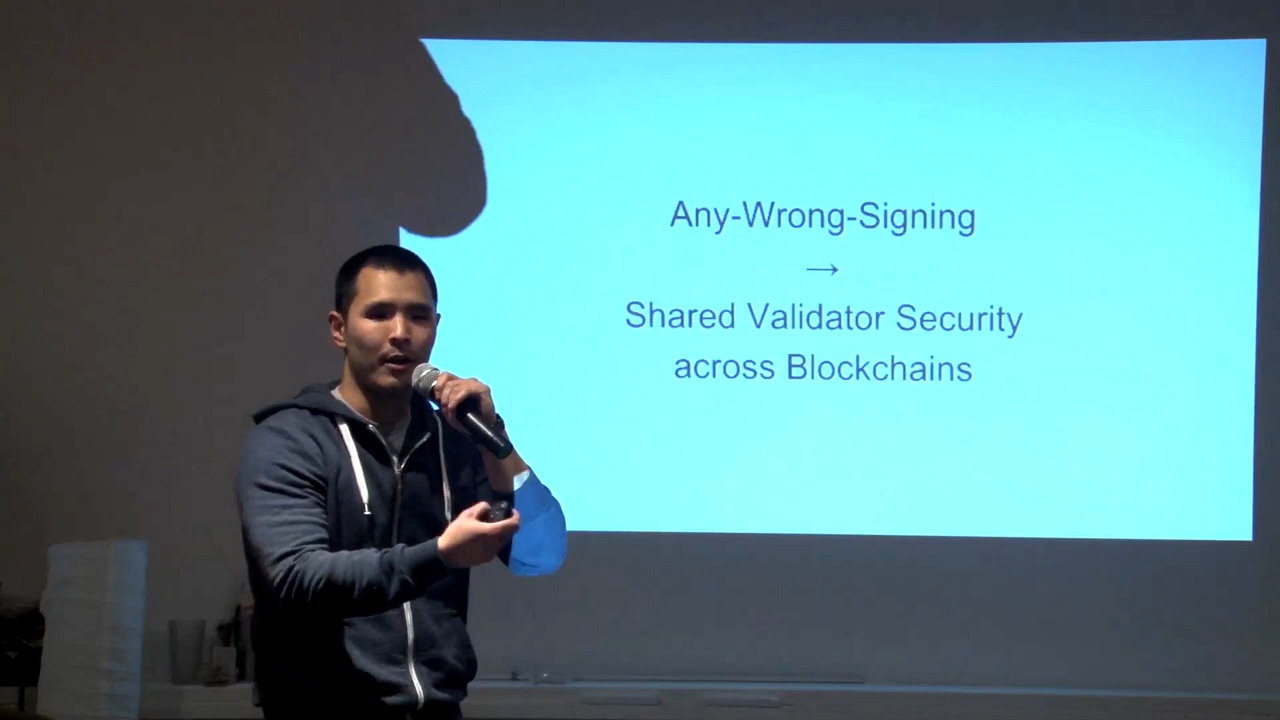 Any-Wrong-Signing
→
Shared Validator Security
across Blockchains